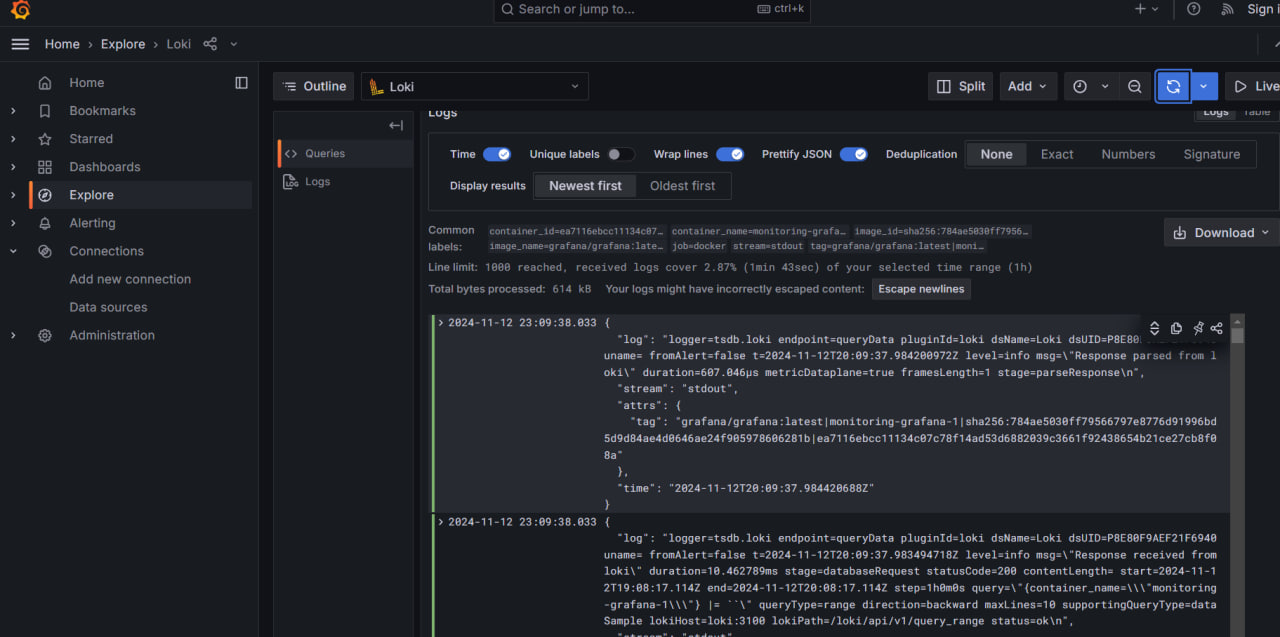 Search or jump to...
ctrl+k
Sign i
Home › Explore › Loki
Home
Bookmarks
Starred
Dashboards
Explore
Alerting
Connections
Add new connection
Data sources
Administration
Outline
Loki
Split
Add
Live
Queries
Logs
Logs
Logs
Table
Time
Unique labels
Wrap lines
Prettify JSON
Deduplication
None
Exact
Numbers
Signature
Display results
Newest first
Oldest first
Common labels:
container_id=ea7116ebcc11134c07… container_name=monitoring-grafa… image_id=sha256:784ae5030ff7956…
image_name=grafana/grafana:late… job=docker stream=stdout tag=grafana/grafana:latest|moni…
Download
Line limit: 1000 reached, received logs cover 2.87% (1min 43sec) of your selected time range (1h)
Total bytes processed: 614 kB Your logs might have incorrectly escaped content: Escape newlines
2024-11-12 23:09:38.033 {
"log": "logger=tsdb.loki endpoint=queryData pluginId=loki dsName=Loki dsUID=P8E80
uname= fromAlert=false t=2024-11-12T20:09:37.984200972Z level=info msg=\"Response parsed from l
oki\" duration=607.046µs metricDataplane=true framesLength=1 stage=parseResponse\n",
"stream": "stdout",
"attrs": {
"tag": "grafana/grafana:latest|monitoring-grafana-1|sha256:784ae5030ff79566797e8776d91996bd
5d9d84ae4d0646ae24f905978606281b|ea7116ebcc11134c07c78f14ad53d6882039c3661f92438654b21ce27cb8f0
8a"
},
"time": "2024-11-12T20:09:37.984420688Z"
}
2024-11-12 23:09:38.033 {
"log": "logger=tsdb.loki endpoint=queryData pluginId=loki dsName=Loki dsUID=P8E80F9AEF21F6940
uname= fromAlert=false t=2024-11-12T20:09:37.983494718Z level=info msg=\"Response received from
loki\" duration=10.462789ms stage=databaseRequest statusCode=200 contentLength= start=2024-11-1
2T19:08:17.114Z end=2024-11-12T20:08:17.114Z step=1h0m0s query=\"{container_name=\\\"monitoring
-grafana-1\\\"} |= ``\" queryType=range direction=backward maxLines=10 supportingQueryType=data
Sample lokiHost=loki:3100 lokiPath=/loki/api/v1/query_range status=ok\n",
"stream": "stdout"